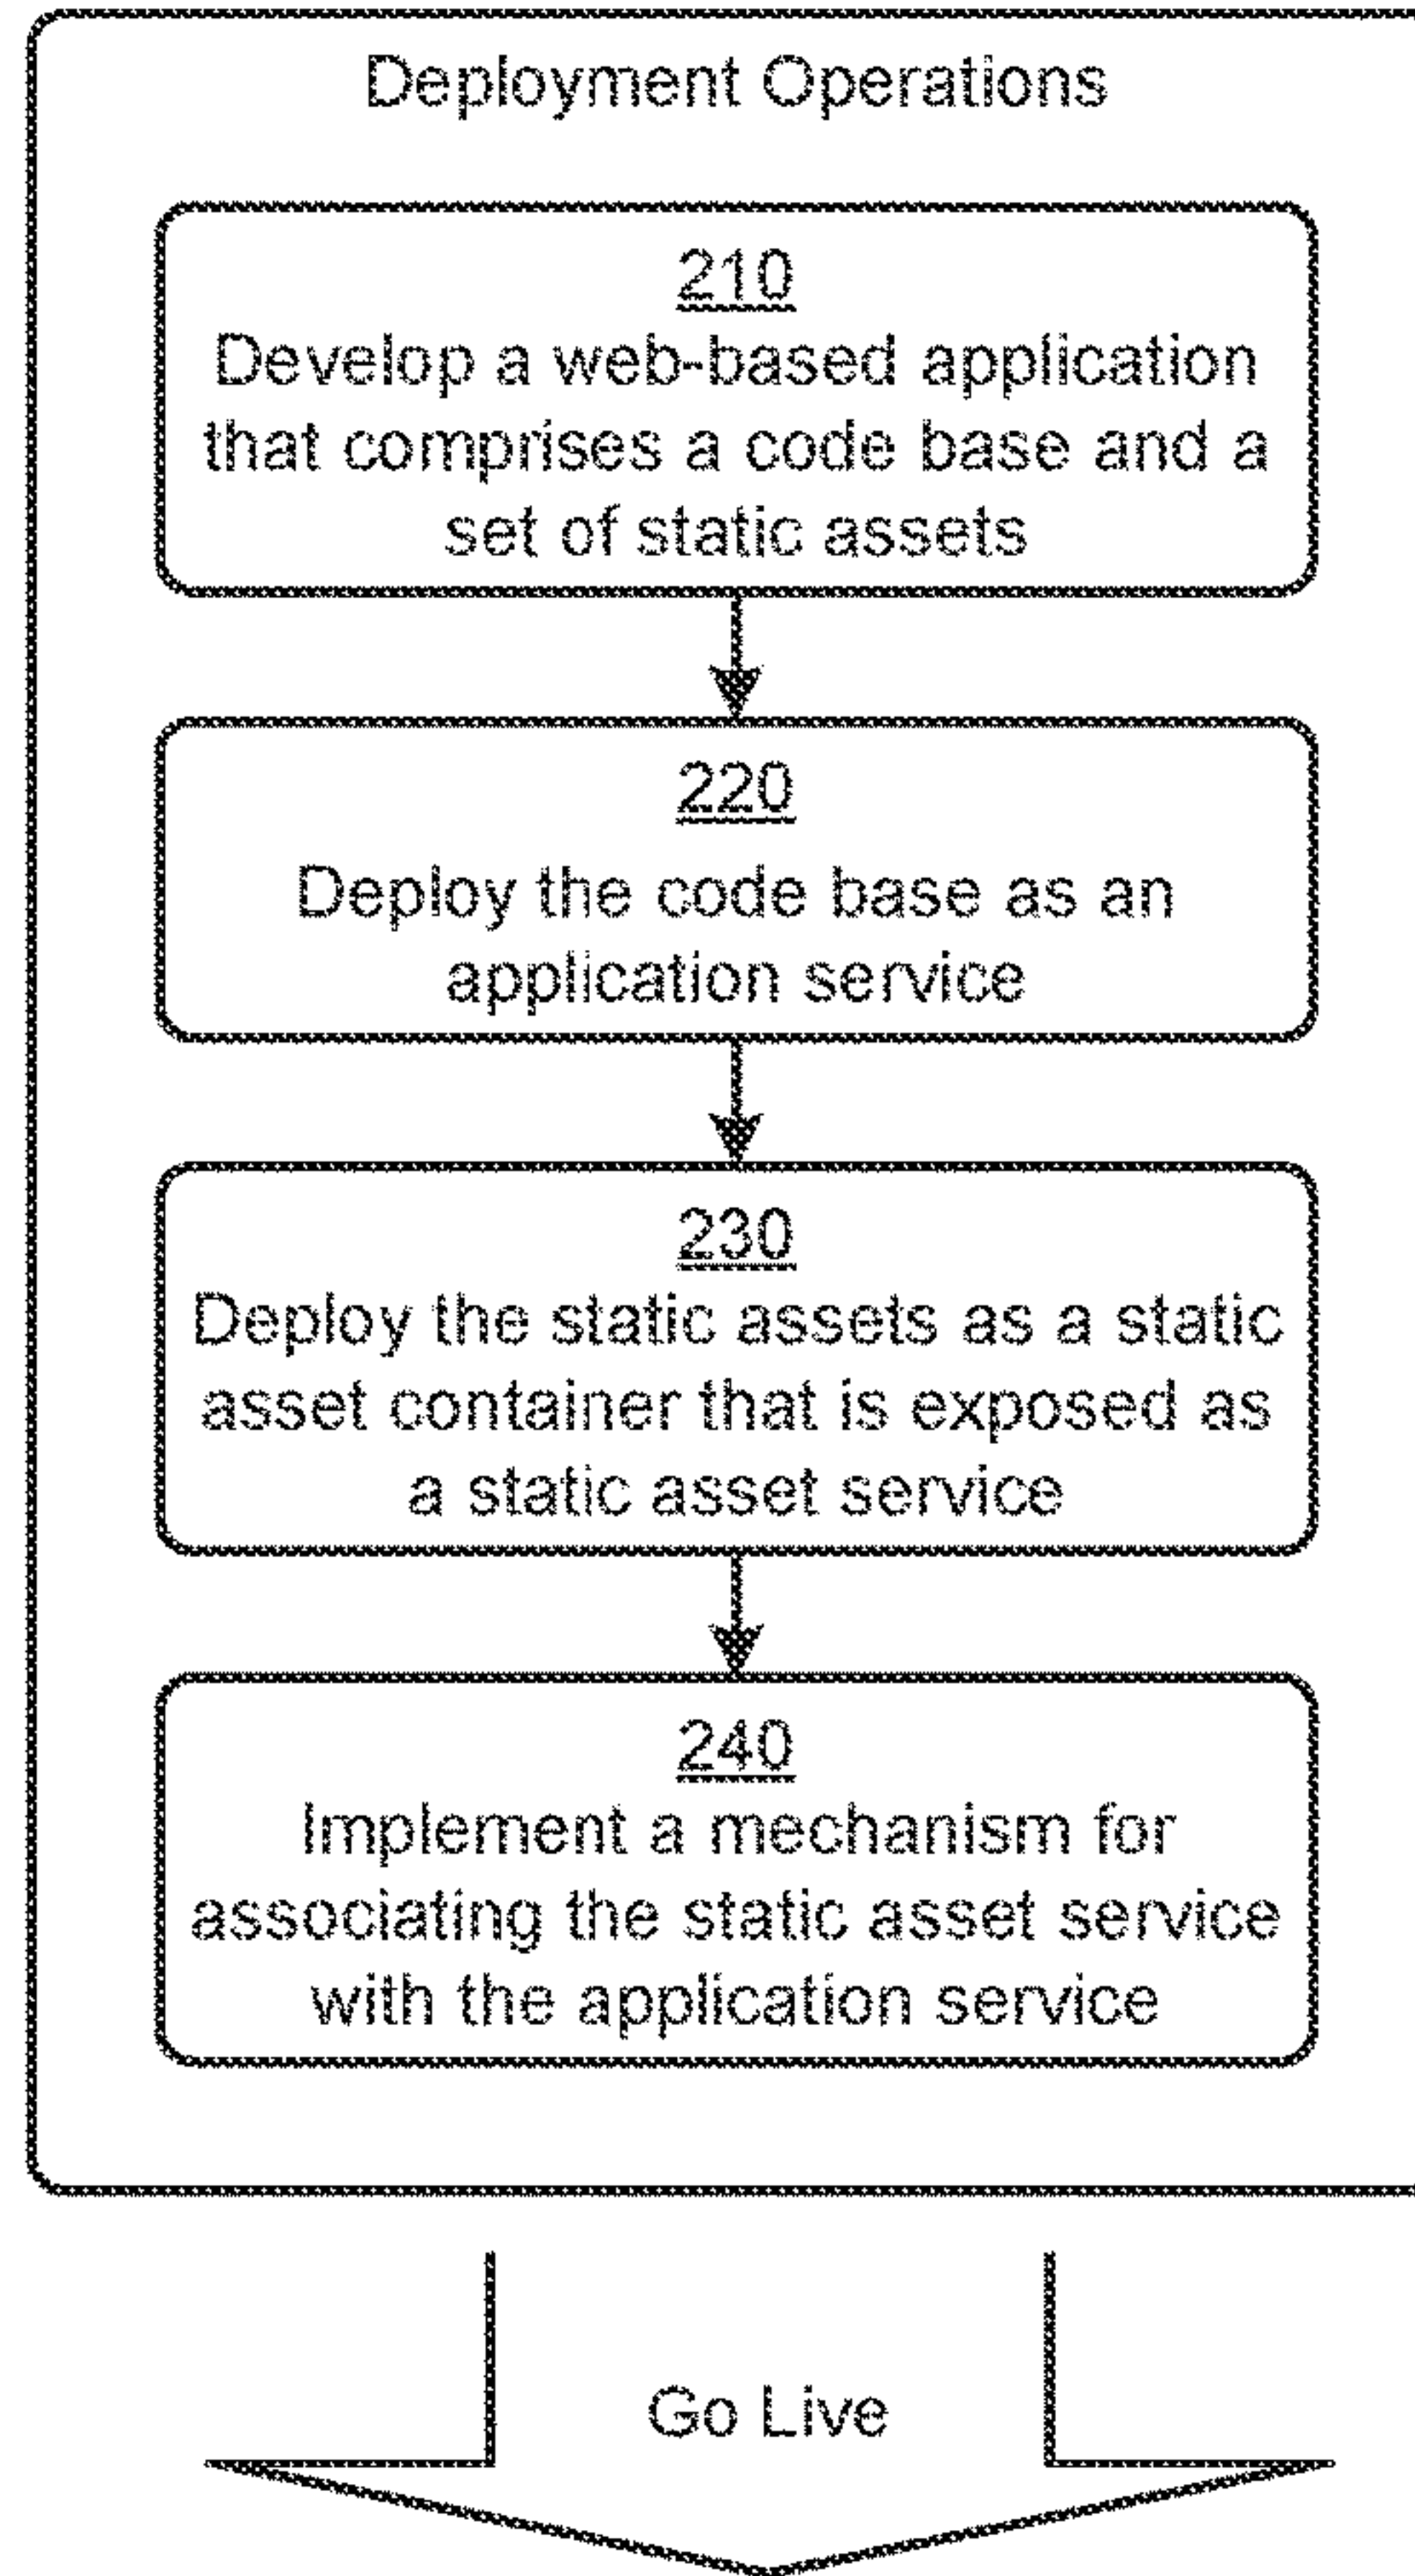 Deployment Operations
210
Develop a web-based application
that comprises a code base and a
set of static assets
220
Deploy the code base as an
application service
230
Deploy the static assets as a static
asset container that is exposed as
a static asset service
240
Implement a mechanism for
associating the static asset service
with the application service
Go Live